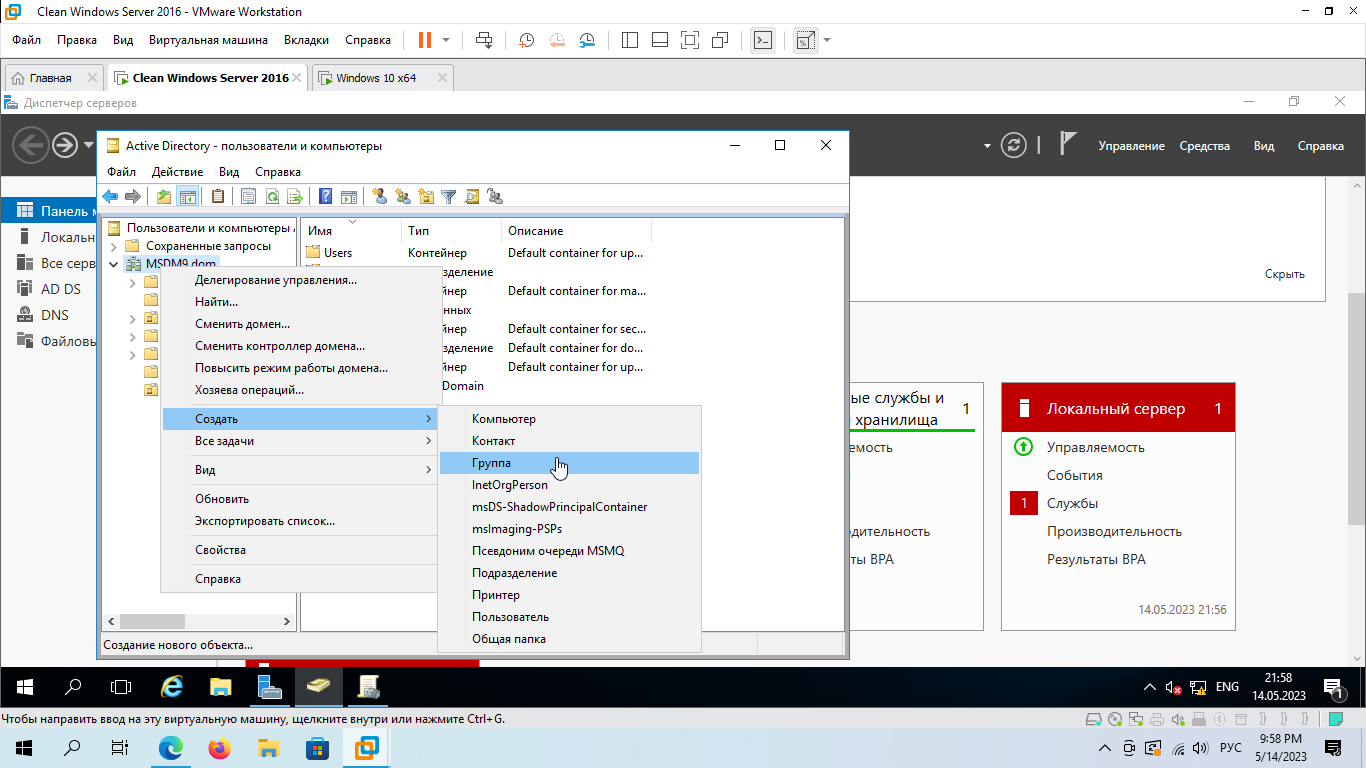 Clean Windows Server 2016 - VMware Workstation
Файл Правка Вид Виртуальная машина Вкладки Справка
Главная Clean Windows Server 2016 Windows 10 x64
Диспетчер серверов
Управление Средства Вид Справка
Active Directory - пользователи и компьютеры
Файл Действие Вид Справка
Панель
Локальн
Все серв
AD DS
DNS
Файловы
Пользователи и компьютеры
Сохраненные запросы
MSDM9.dom
Имя Тип Описание
Users Контейнер Default container for up...
разделение
йнер Default container for ma...
нных
йнер Default container for sec...
зделение Default container for do...
йнер Default container for up...
Domain
Делегирование управления...
Найти...
Сменить домен...
Сменить контроллер домена...
Повысить режим работы домена...
Хозяева операций...
Создать
Все задачи
Вид
Обновить
Экспортировать список...
Свойства
Справка
Компьютер
Контакт
Группа
InetOrgPerson
msDS-ShadowPrincipalContainer
msImaging-PSPs
Псевдоним очереди MSMQ
Подразделение
Принтер
Пользователь
Общая папка
Создание нового объекта...
Скрыть
ые службы и
хранилища 1
емость
дительность
ты BPA
Локальный сервер 1
Управляемость
События
1 Службы
Производительность
Результаты BPA
14.05.2023 21:56
ENG 21:58
14.05.2023
1
Чтобы направить ввод на эту виртуальную машину, щелкните внутри или нажмите Ctrl+G.
РУС 9:58 PM
5/14/2023